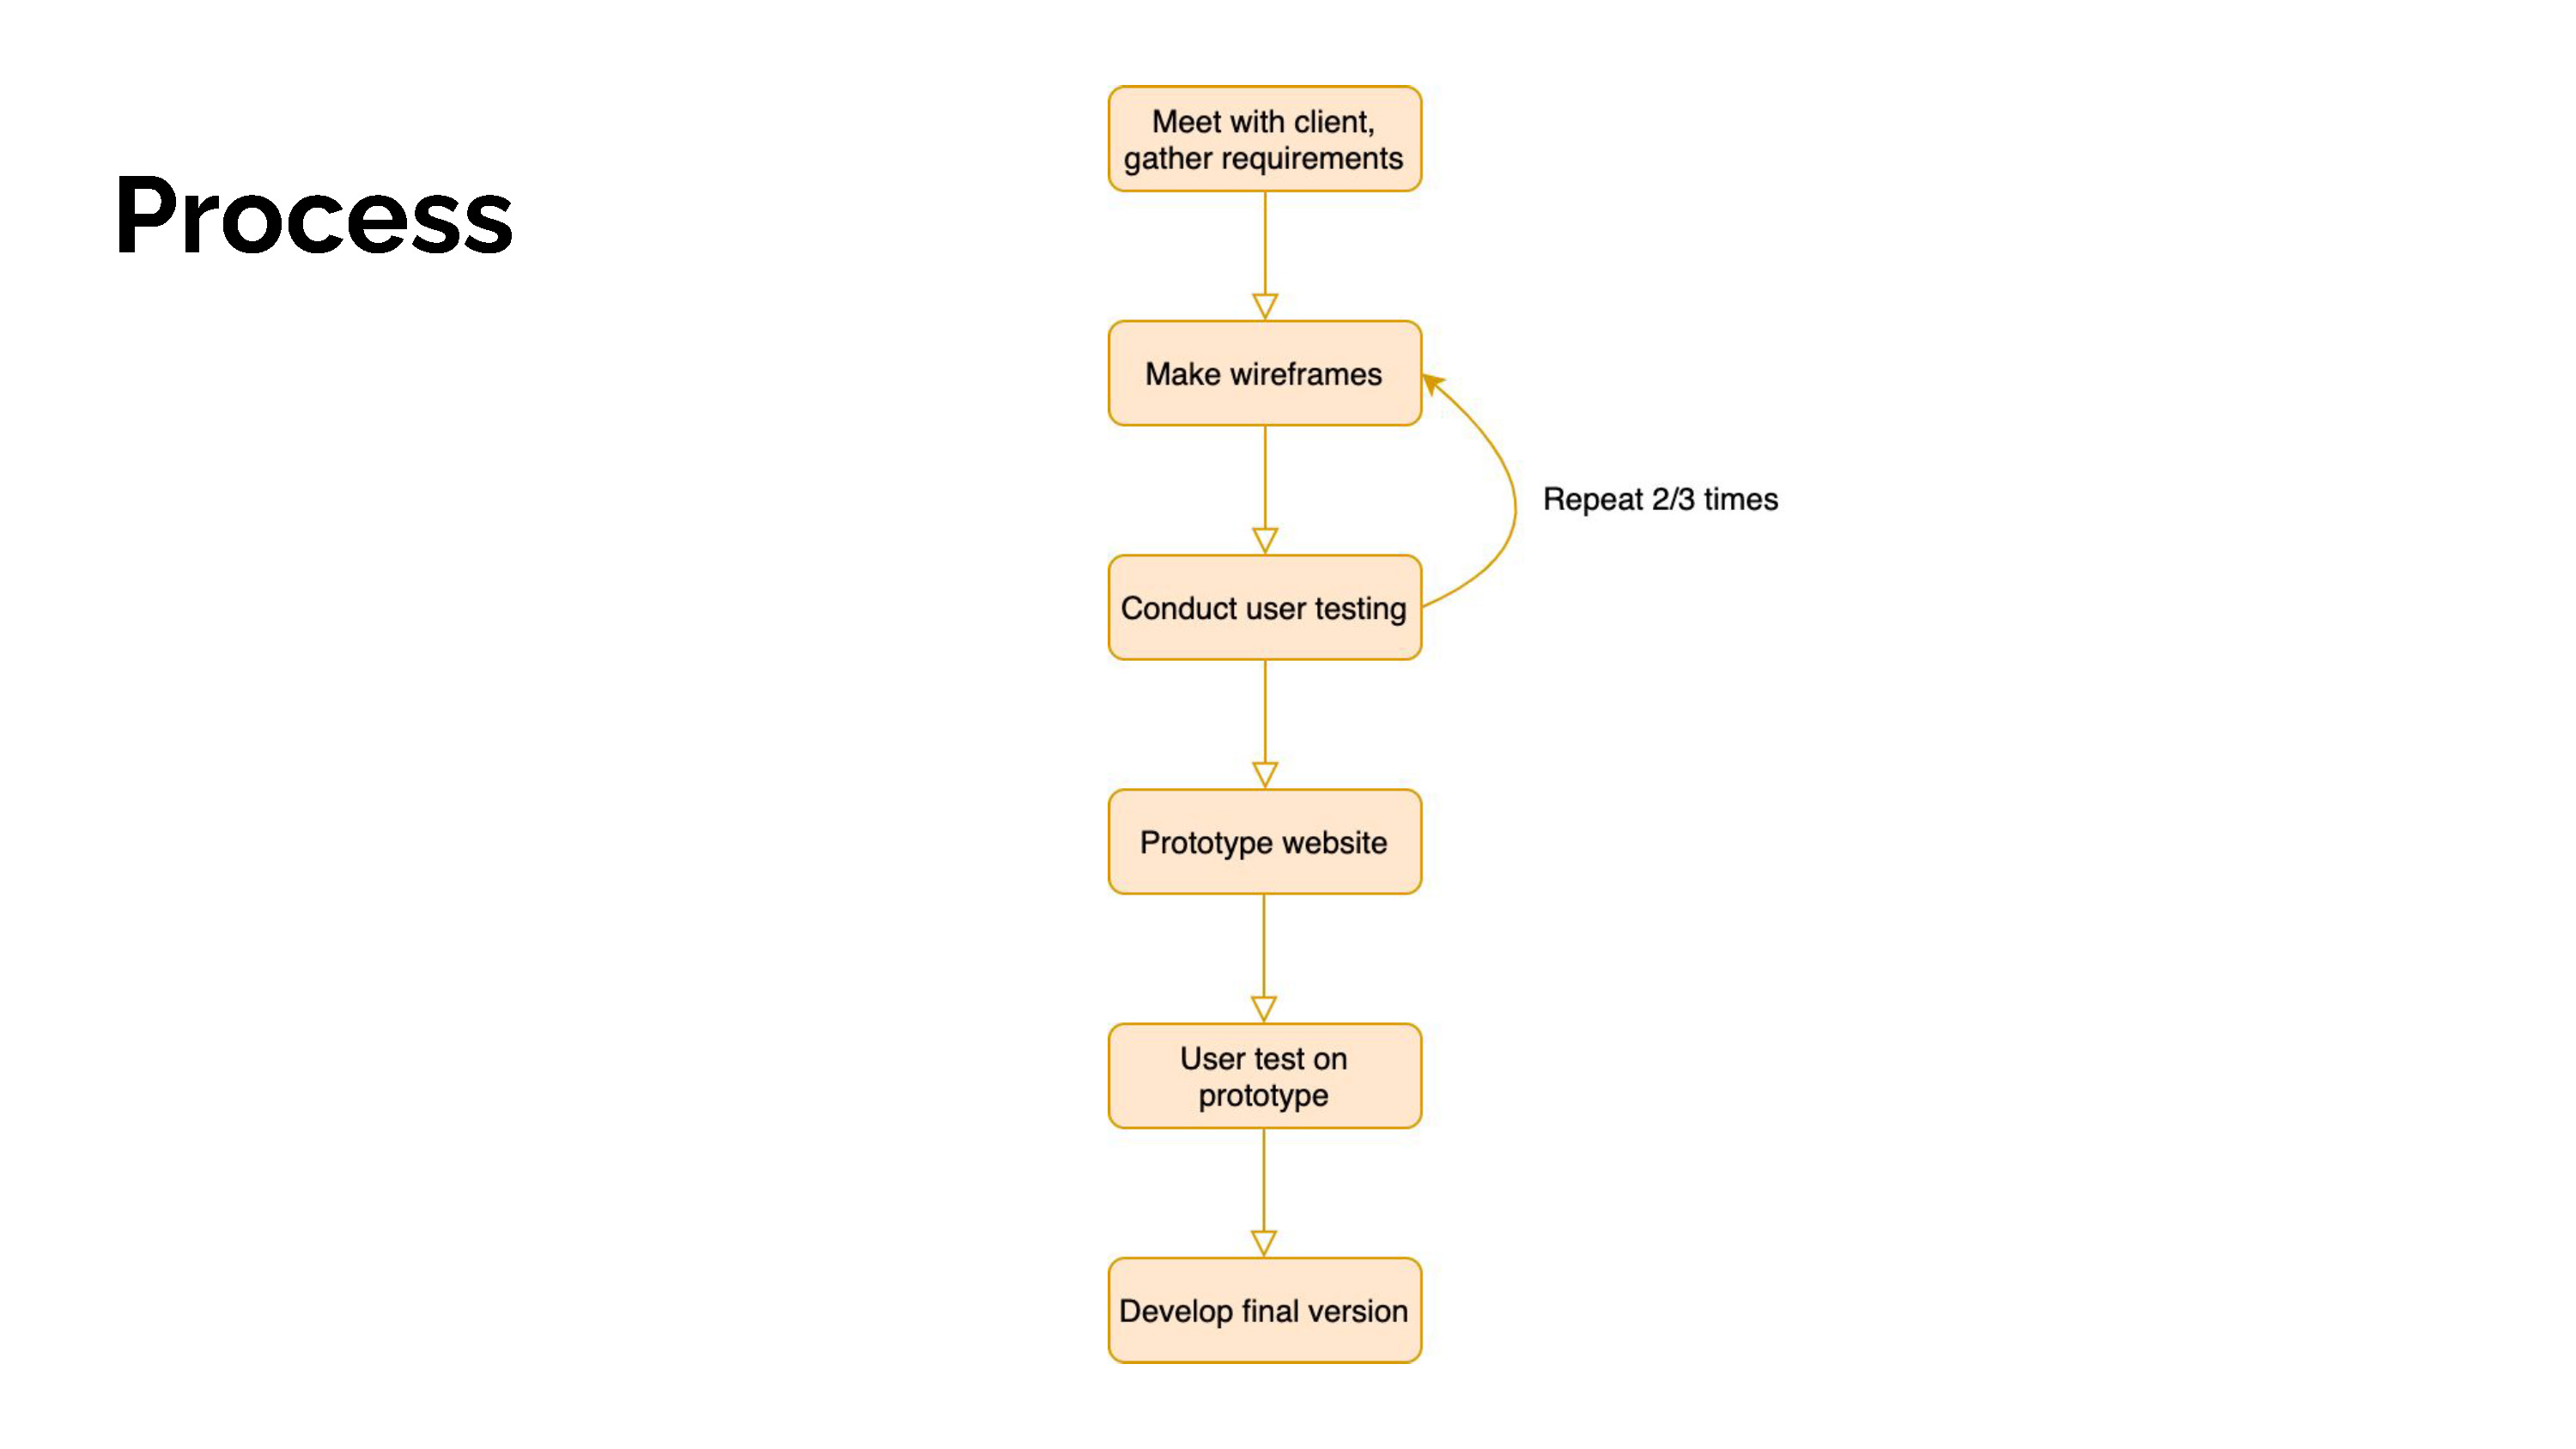 Process
Meet with client,
gather requirements
Make wireframes
Repeat 2/3 times
Conduct user testing
Prototype website
User test on
prototype
Develop final version